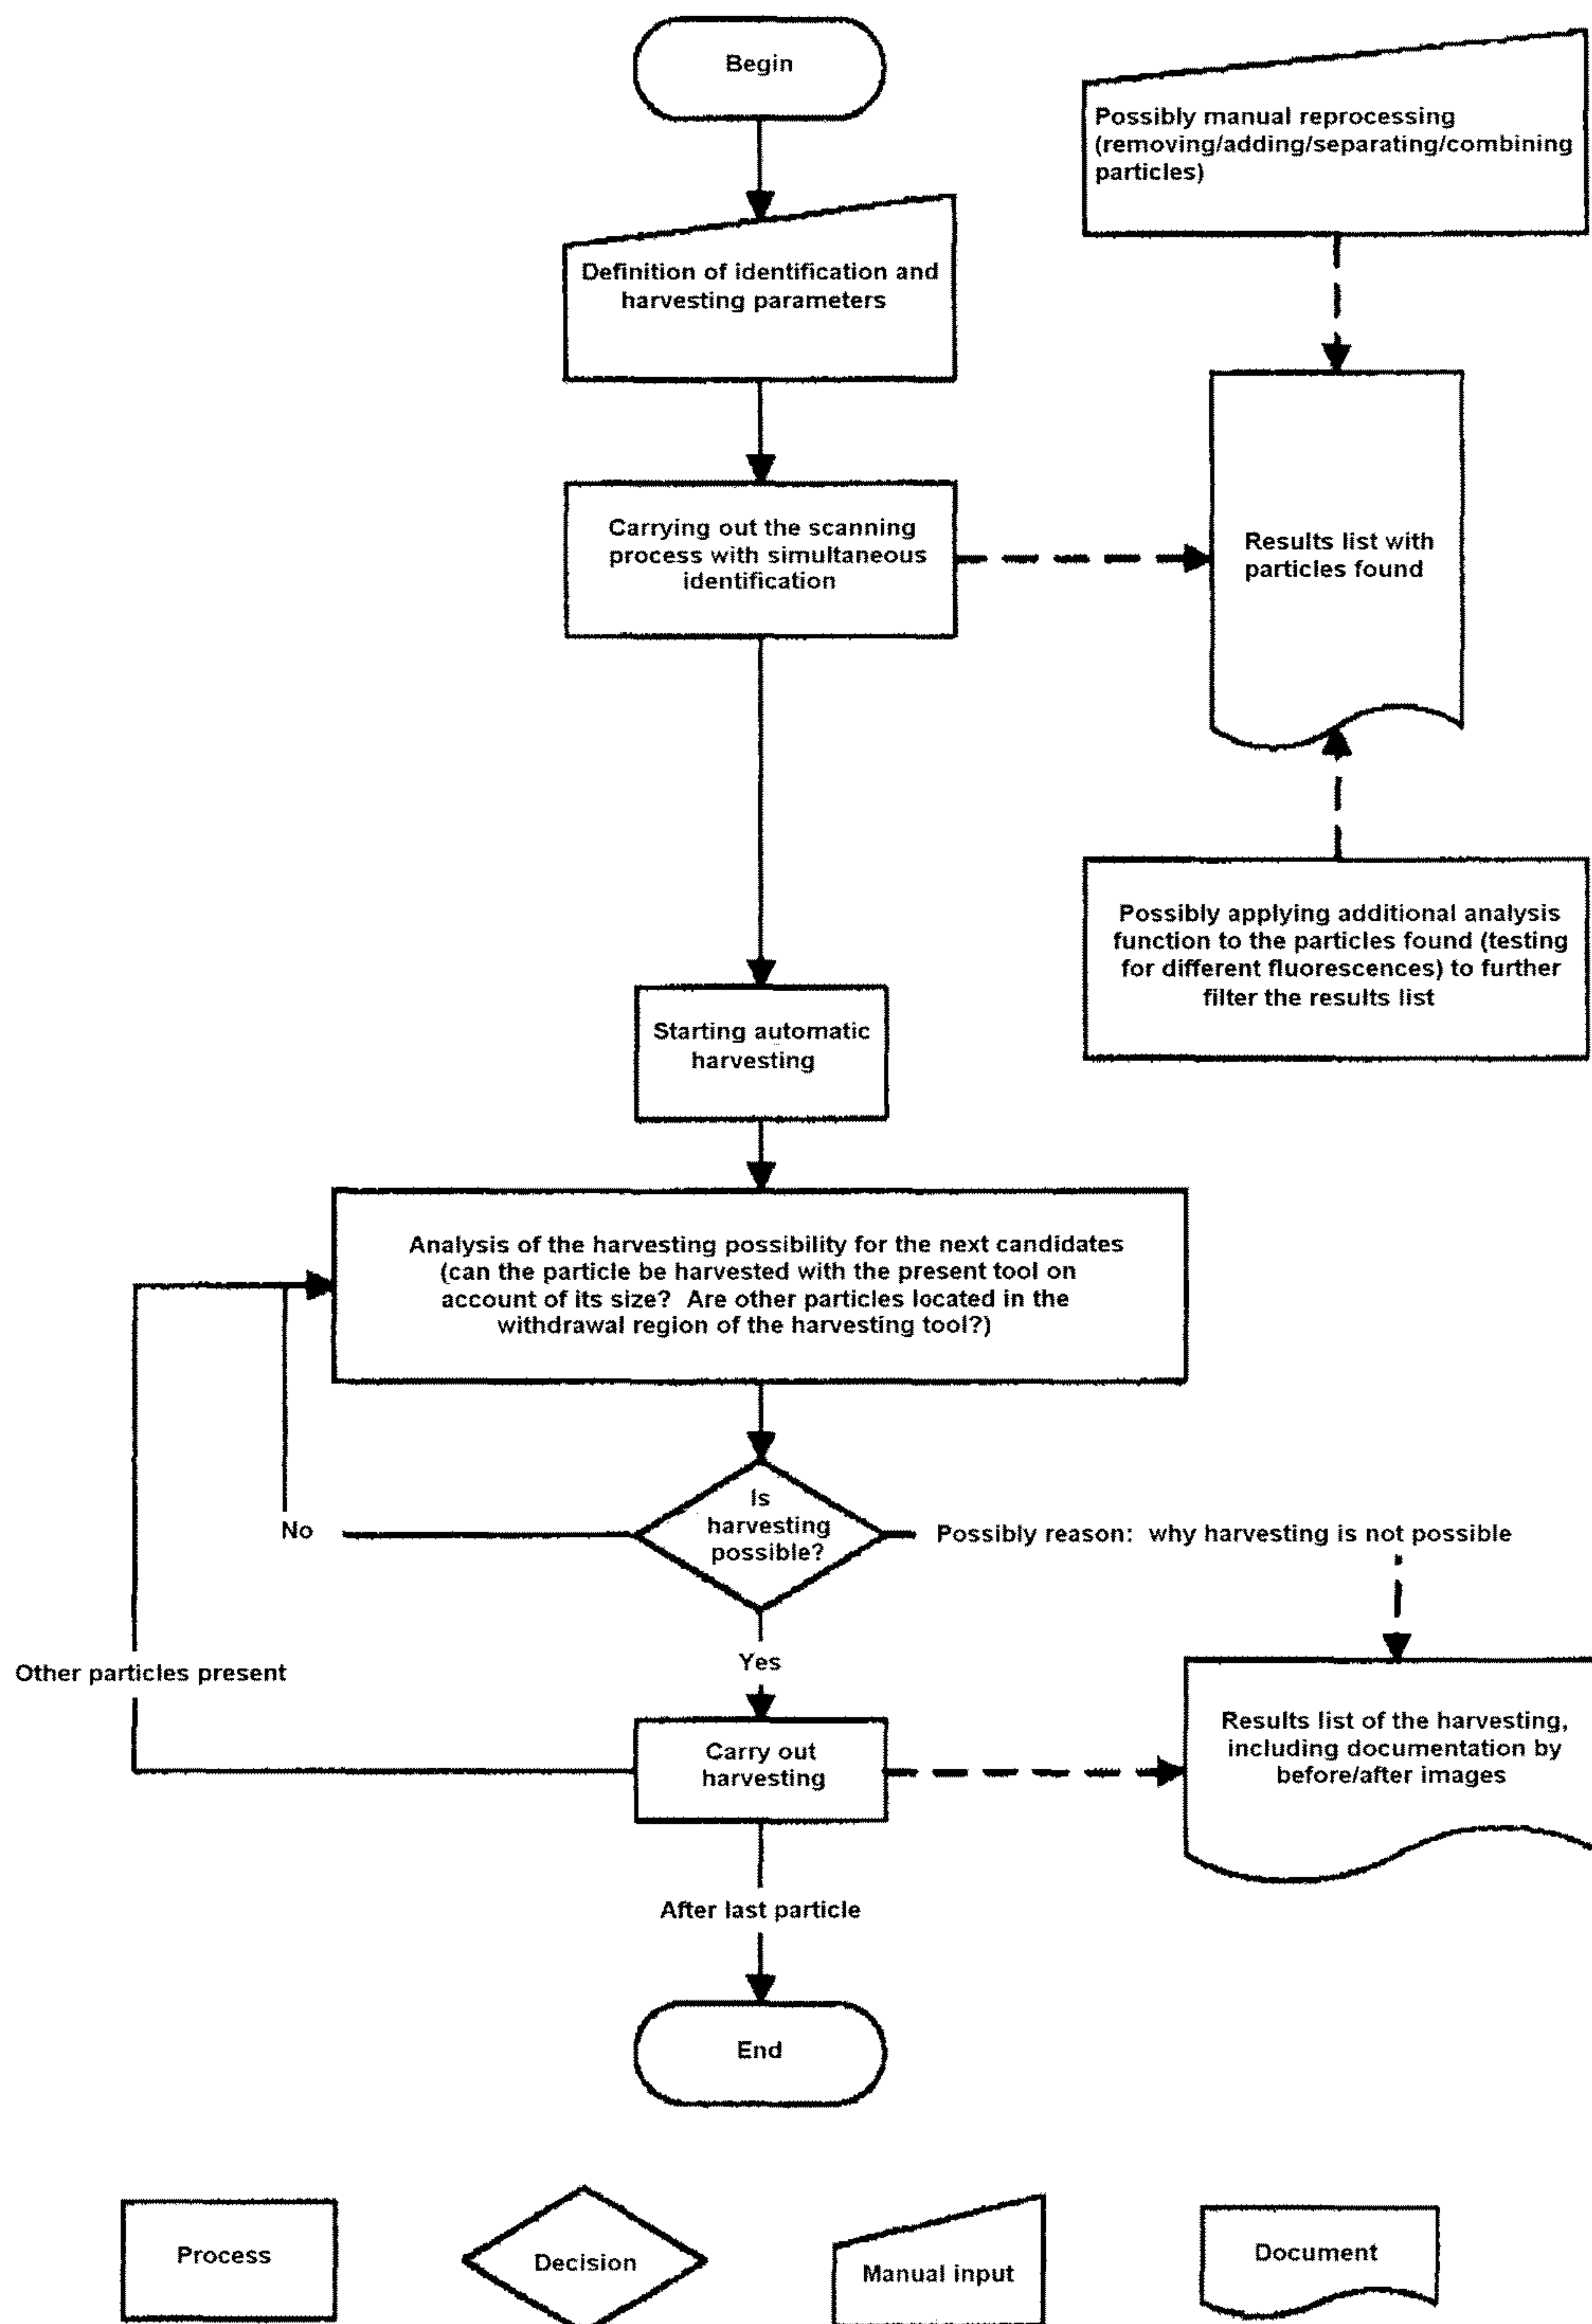 Begin
Possibly manual reprocessing
(removing/adding/separating/combining
particles)
Definition of identification and
harvesting parameters
Carrying out the scanning
process with simultaneous
identification
Results list with
particles found
Possibly applying additional analysis
function to the particles found (testing
for different fluorescences) to further
filter the results list
Starting automatic
harvesting
Analysis of the harvesting possibility for the next candidates
(can the particle be harvested with the present tool on
account of its size? Are other particles located in the
withdrawal region of the harvesting tool?)
Is
harvesting
possible?
No
Possibly reason: why harvesting is not possible
Yes
Other particles present
Carry out
harvesting
Results list of the harvesting,
including documentation by
before/after images
After last particle
End
Process
Decision
Manual input
Document